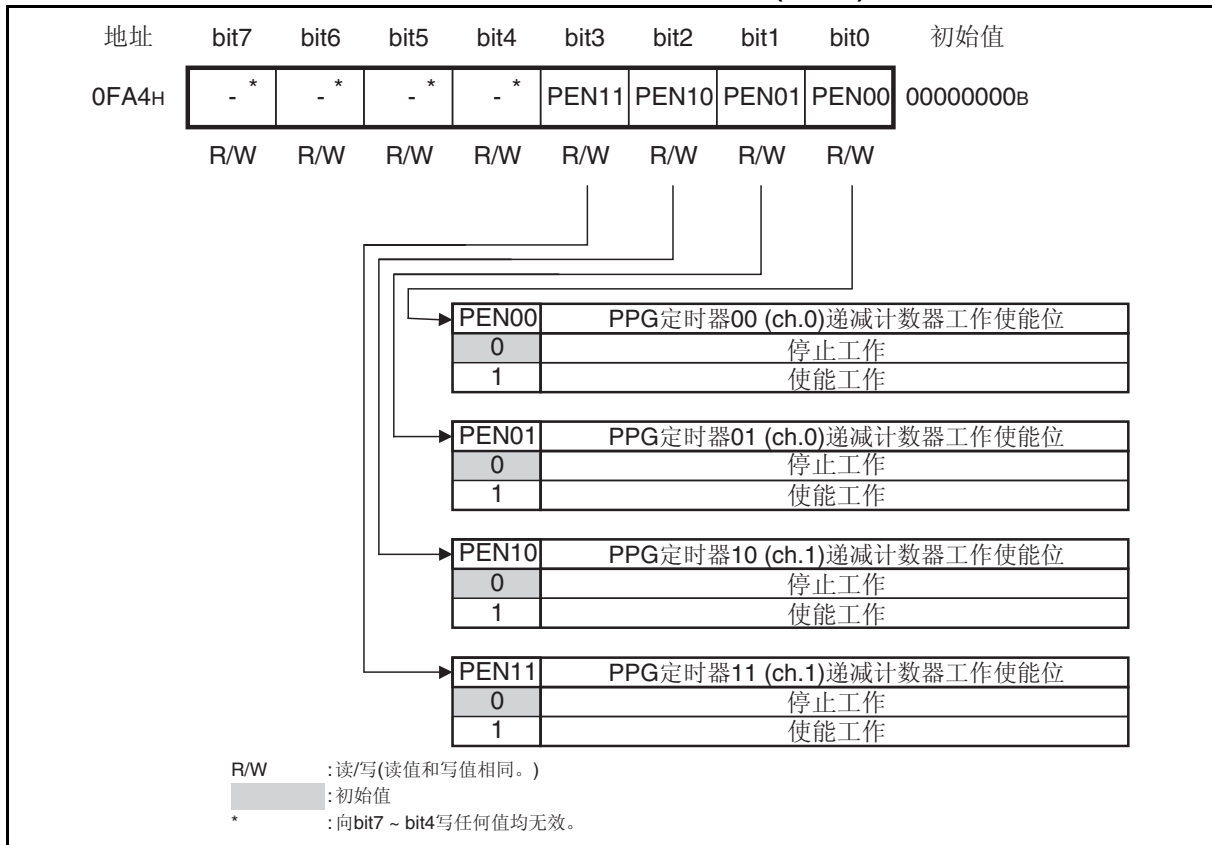 地址 bit7 bit6 bit5 bit4 bit3 bit2 bit1 bit0 初始值
0FA4H - * - * - * - * PEN11 PEN10 PEN01 PEN00 00000000B
R/W R/W R/W R/W R/W R/W R/W R/W
PEN00 PPG定时器00 (ch.0)递减计数器工作使能位
0 停止工作
1 使能工作
PEN01 PPG定时器01 (ch.0)递减计数器工作使能位
0 停止工作
1 使能工作
PEN10 PPG定时器10 (ch.1)递减计数器工作使能位
0 停止工作
1 使能工作
PEN11 PPG定时器11 (ch.1)递减计数器工作使能位
0 停止工作
1 使能工作
R/W :读/写(读值和写值相同。)
:初始值
* :向bit7 ~ bit4写任何值均无效。